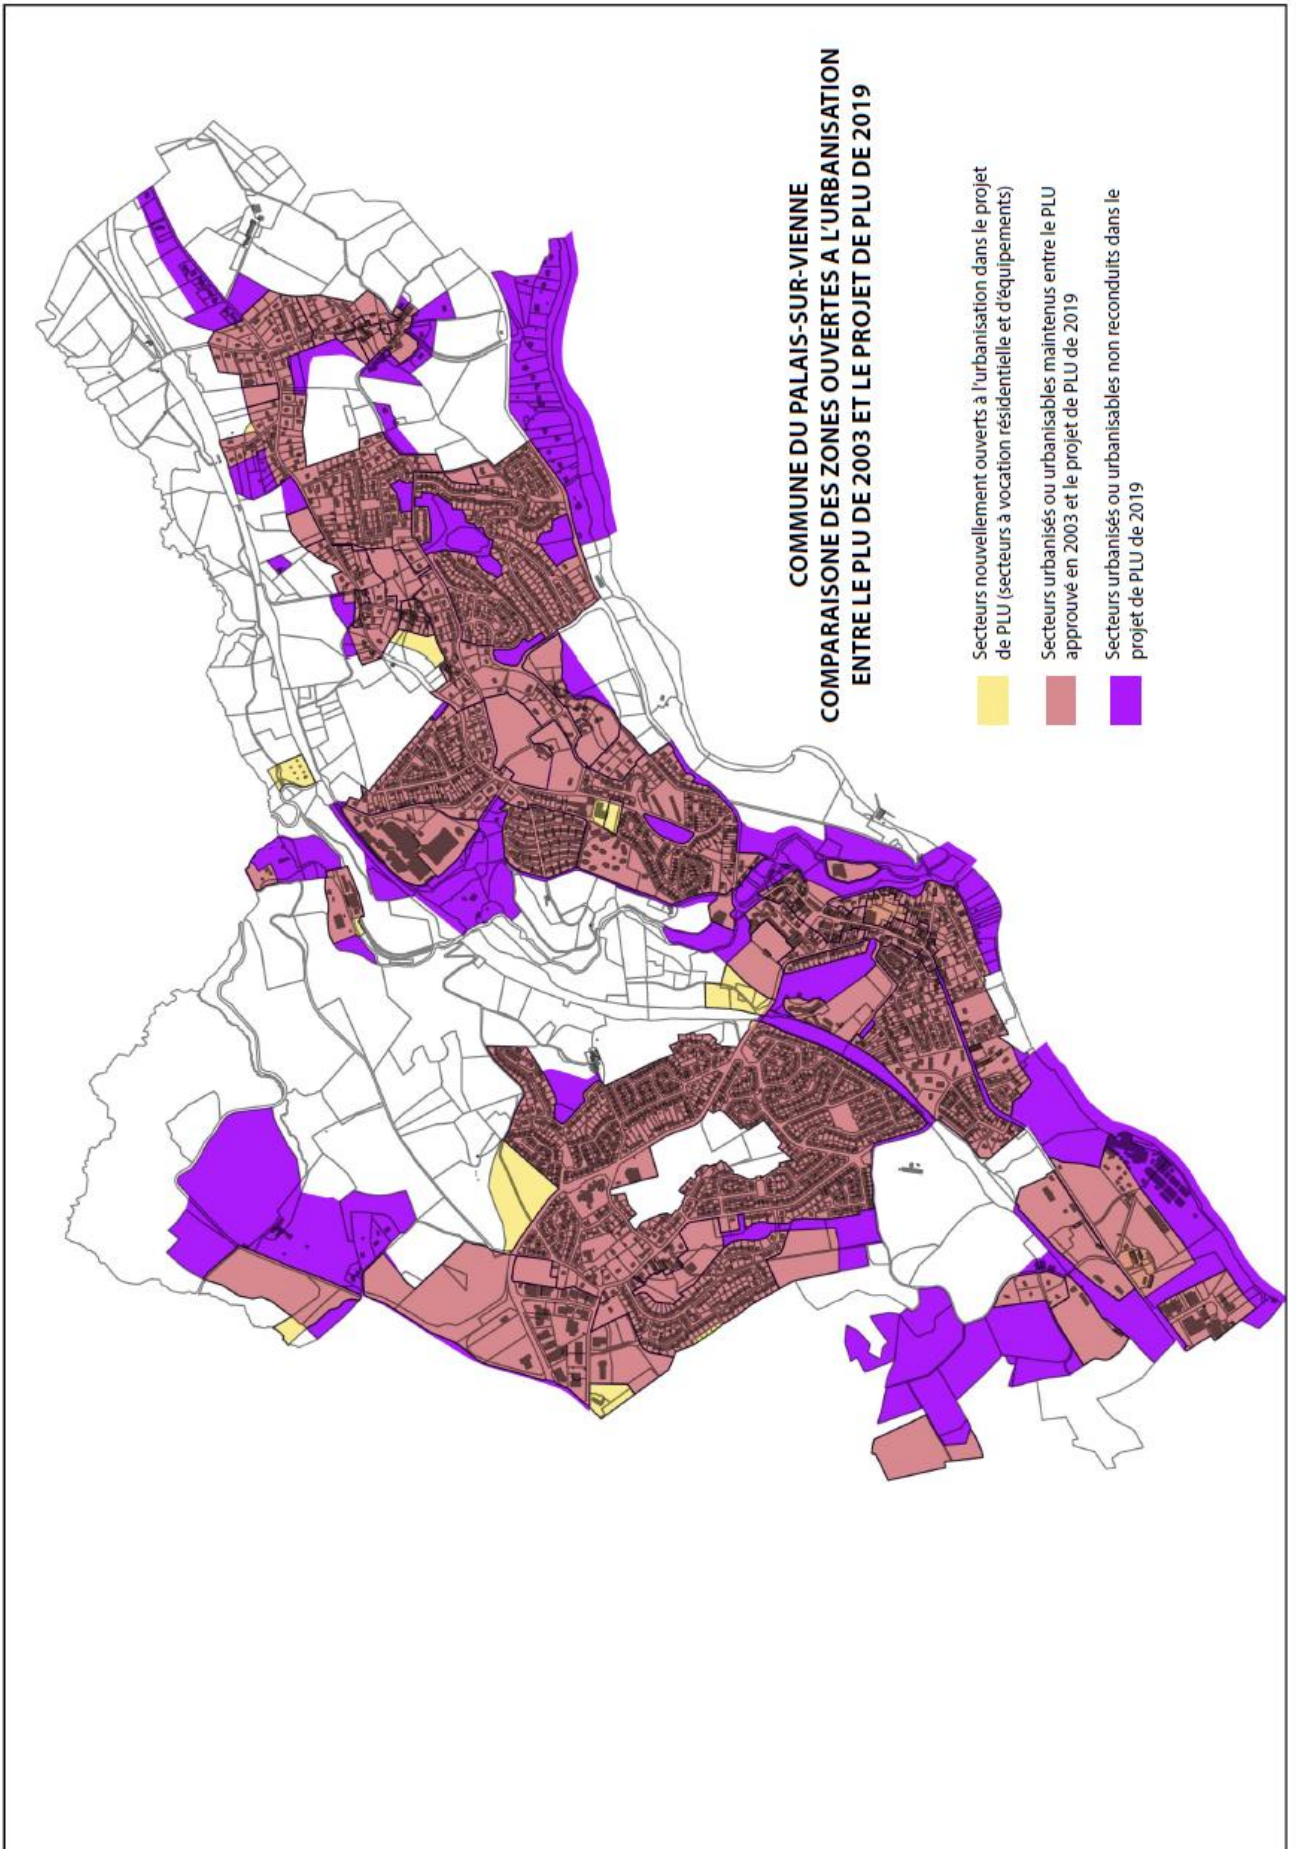 COMMUNE DU PALAIS-SUR-VIENNE
COMPARAISONE DES ZONES OUVERTES A L'URBANISATION
ENTRE LE PLU DE 2003 ET LE PROJET DE PLU DE 2019
Secteurs nouvellement ouverts à l'urbanisation dans le projet
de PLU (secteurs à vocation résidentielle et d'équipements)
Secteurs urbanisés ou urbanisables maintenus entre le PLU
approuvé en 2003 et le projet de PLU de 2019
Secteurs urbanisés ou urbanisables non reconduits dans le
projet de PLU de 2019